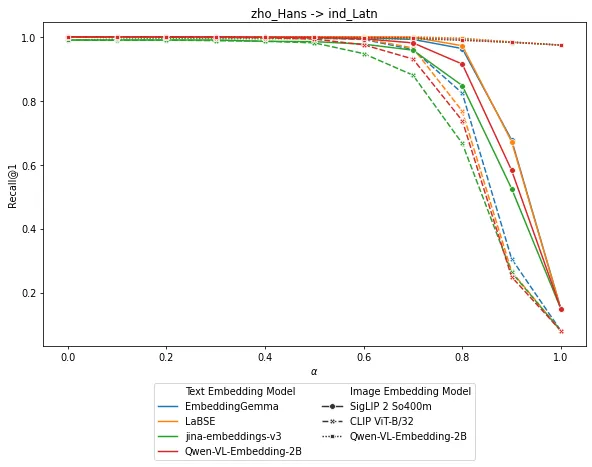 zho_Hans -> ind_Latn
1.0
0.8
0.6
0.4
0.2
Recall@1
0.0 0.2 0.4 0.6 0.8 1.0
α
Text Embedding Model Image Embedding Model
EmbeddingGemma SigLIP 2 So400m
LaBSE CLIP ViT-B/32
jina-embeddings-v3 Qwen-VL-Embedding-2B
Qwen-VL-Embedding-2B